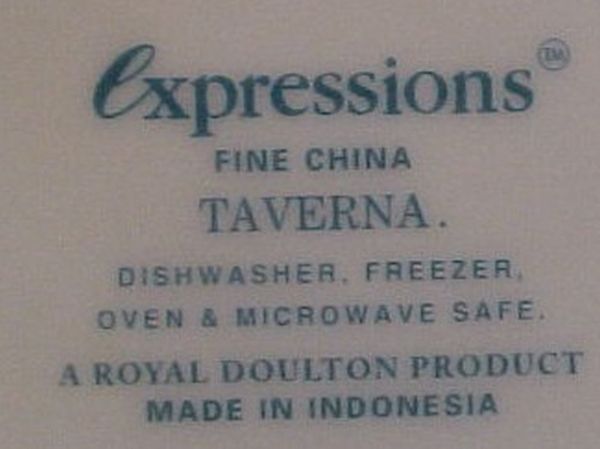 expressions TM
FINE CHINA
TAVERNA.
DISHWASHER, FREEZER,
OVEN & MICROWAVE SAFE.
A ROYAL DOULTON PRODUCT
MADE IN INDONESIA